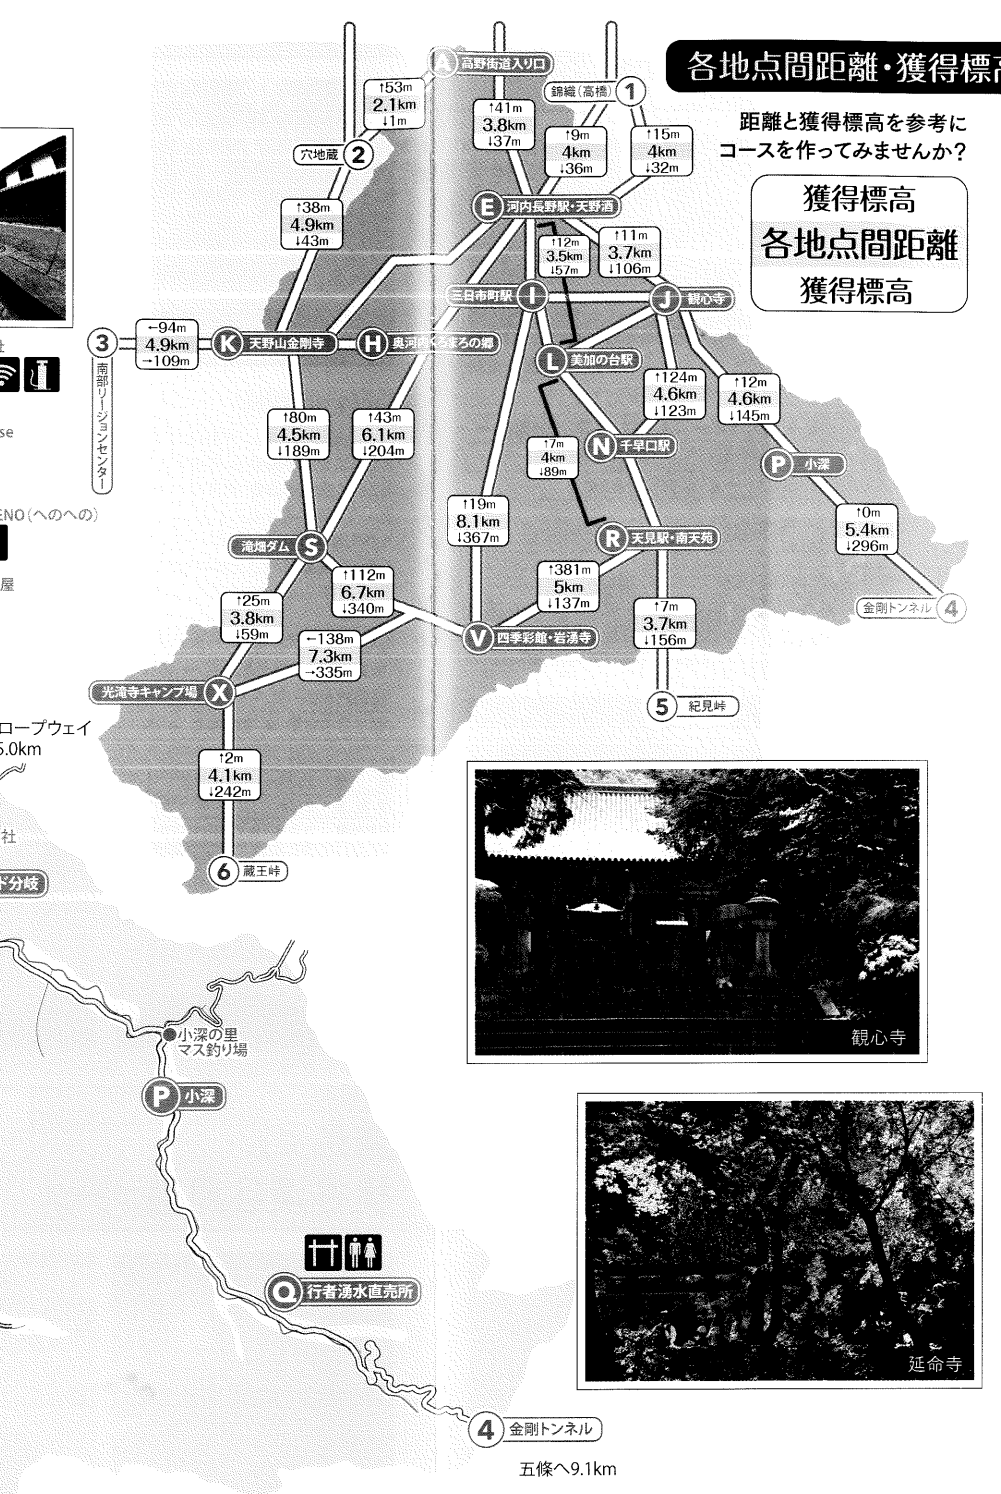 各地点間距離・獲得標高
距離と獲得標高を参考に
コースを作ってみませんか？
獲得標高
各地点間距離
獲得標高
A 高野街道入り口
錦織（高橋） 1
↑53m
2.1km
↓1m
↑41m
3.8km
↓37m
↑9m
4km
↓36m
↑15m
4km
↓32m
穴地蔵 2
↑38m
4.9km
↓43m
E 河内長野駅・天野酒
↑12m
3.5km
↓57m
↑11m
3.7km
↓106m
三日市町駅 I
J 観心寺
3
南部リージョンセンター
←94m
4.9km
→109m
K 天野山金剛寺
H 奥河内くろまろの郷
L 美加の台駅
↑124m
4.6km
↓123m
↑12m
4.6km
↓145m
↑80m
4.5km
↓189m
↑43m
6.1km
↓204m
↑7m
4km
↓89m
N 千早口駅
P 小深
↑19m
8.1km
↓367m
↑0m
5.4km
↓296m
滝畑ダム S
R 天見駅・南天苑
↑112m
6.7km
↓340m
↑381m
5km
↓137m
↑25m
3.8km
↓59m
↑7m
3.7km
↓156m
金剛トンネル 4
←138m
7.3km
→335m
V 四季彩館・岩湧寺
光滝寺キャンプ場 X
5 紀見峠
↑2m
4.1km
↓242m
6 蔵王峠
社
se
ENO（へのへの）
屋
ロープウェイ
5.0km
社
ド分岐
小深の里
マス釣り場
P 小深
Q 行者湧水直売所
4 金剛トンネル
五條へ9.1km
観心寺
延命寺